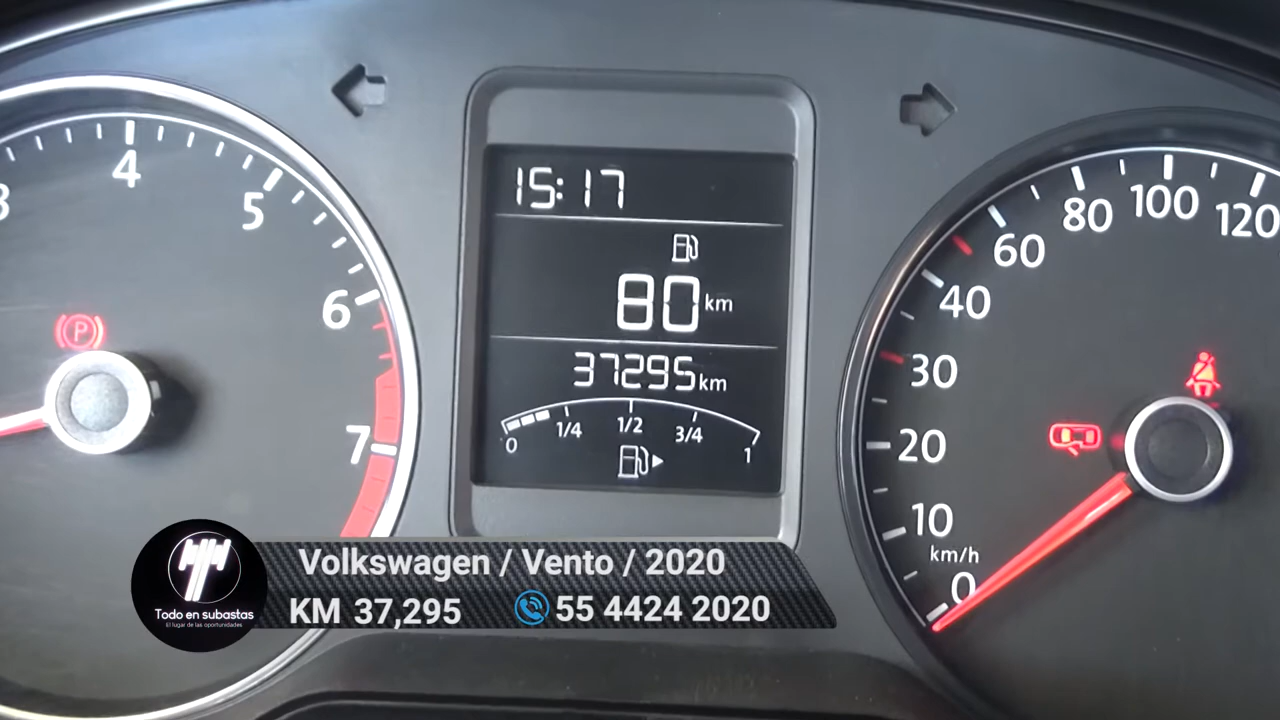 3
4
5
6
7
P
15:17
80 km
37295km
0
1/4
1/2
3/4
1
0
10
20
30
40
60
80
100
120
km/h
Volkswagen / Vento / 2020
KM 37,295
55 4424 2020
Todo en subastas
El lugar de las oportunidades